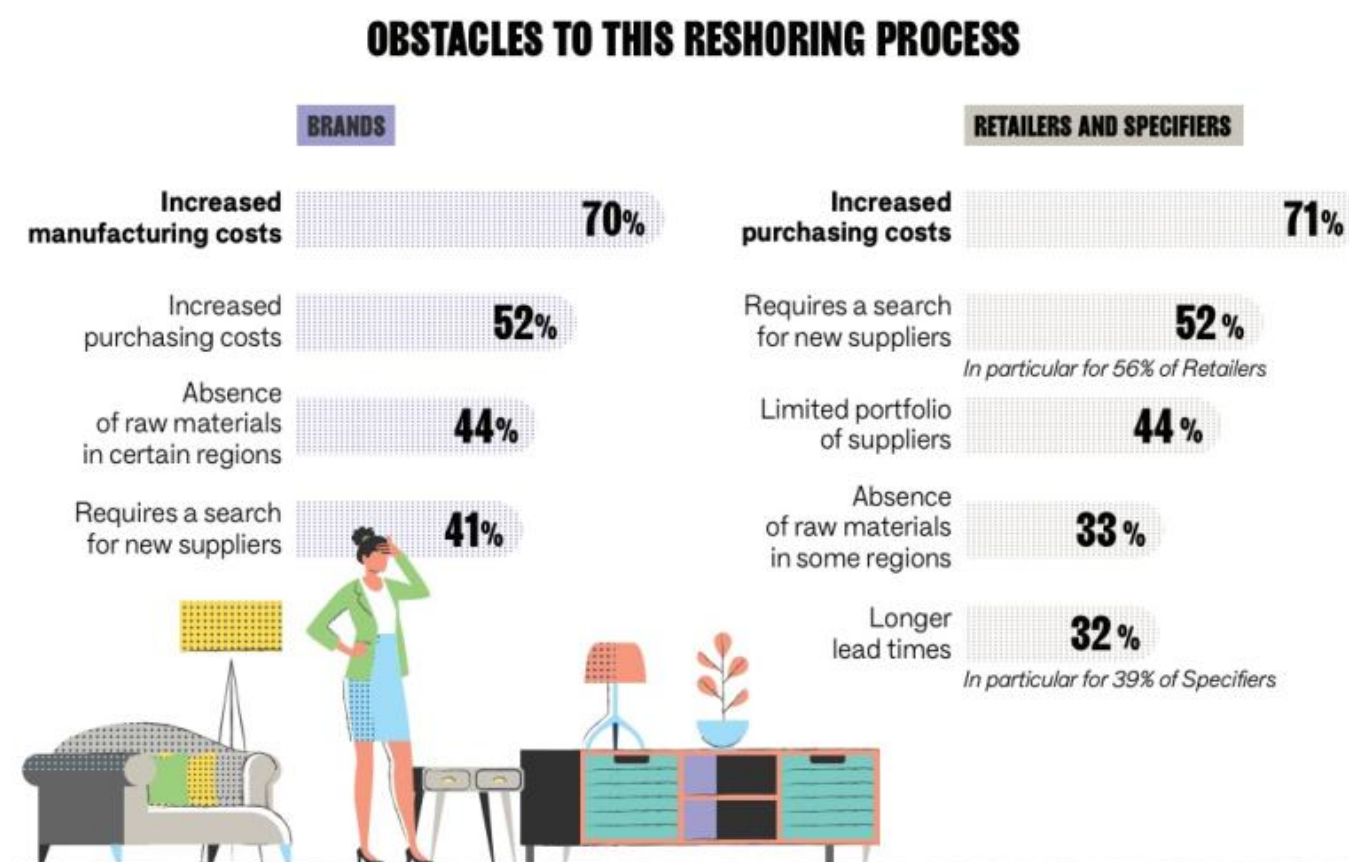 OBSTACLES TO THIS RESHORING PROCESS
BRANDS
Increased
manufacturing costs
70%
Increased
purchasing costs
52%
Absence
of raw materials
in certain regions
44%
Requires a search
for new suppliers
41%
RETAILERS AND SPECIFIERS
Increased
purchasing costs
71%
Requires a search
for new suppliers
52 %
In particular for 56% of Retailers
Limited portfolio
of suppliers
44 %
Absence
of raw materials
in some regions
33 %
Longer
lead times
32 %
In particular for 39% of Specifiers